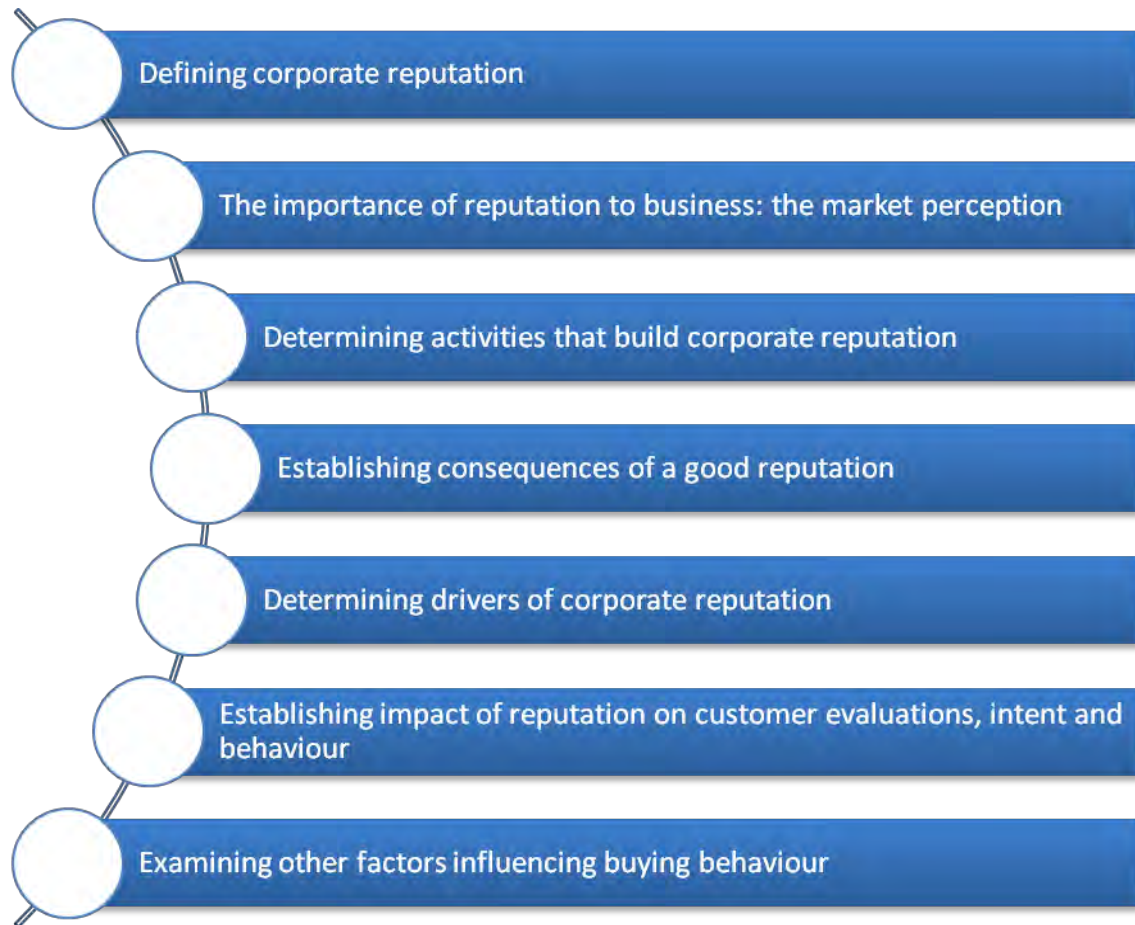 Defining corporate reputation
The importance of reputation to business: the market perception
Determining activities that build corporate reputation
Establishing consequences of a good reputation
Determining drivers of corporate reputation
Establishing impact of reputation on customer evaluations, intent and
behaviour
Examining other factors influencing buying behaviour